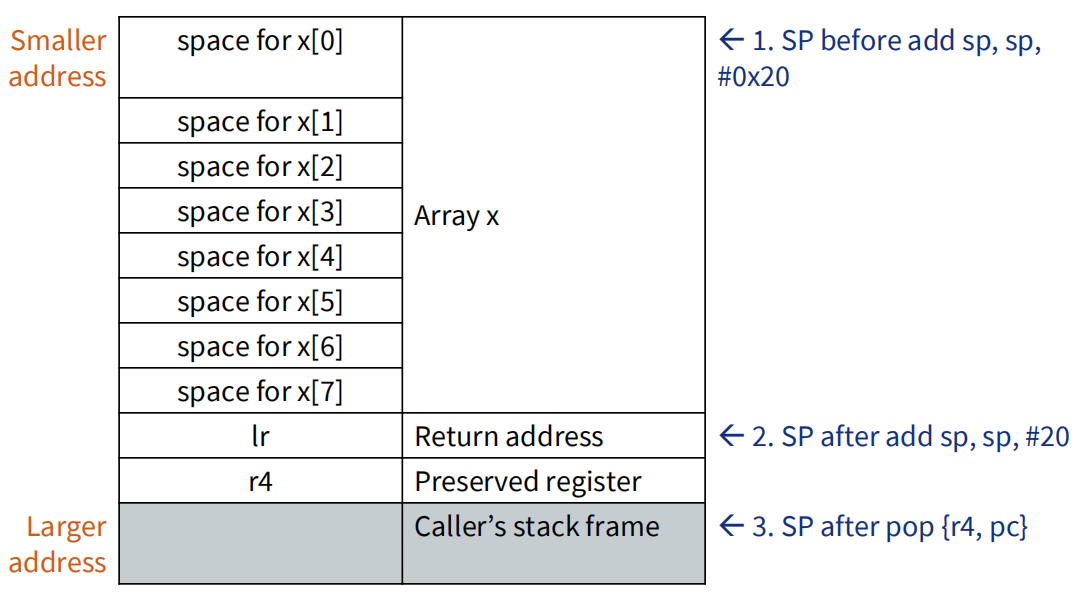 Smaller
address
space for x[0]
← 1. SP before add sp, sp,
#0x20
space for x[1]
space for x[2]
space for x[3]
Array x
space for x[4]
space for x[5]
space for x[6]
space for x[7]
lr
Return address
← 2. SP after add sp, sp, #20
r4
Preserved register
Larger
address
Caller’s stack frame
← 3. SP after pop {r4, pc}